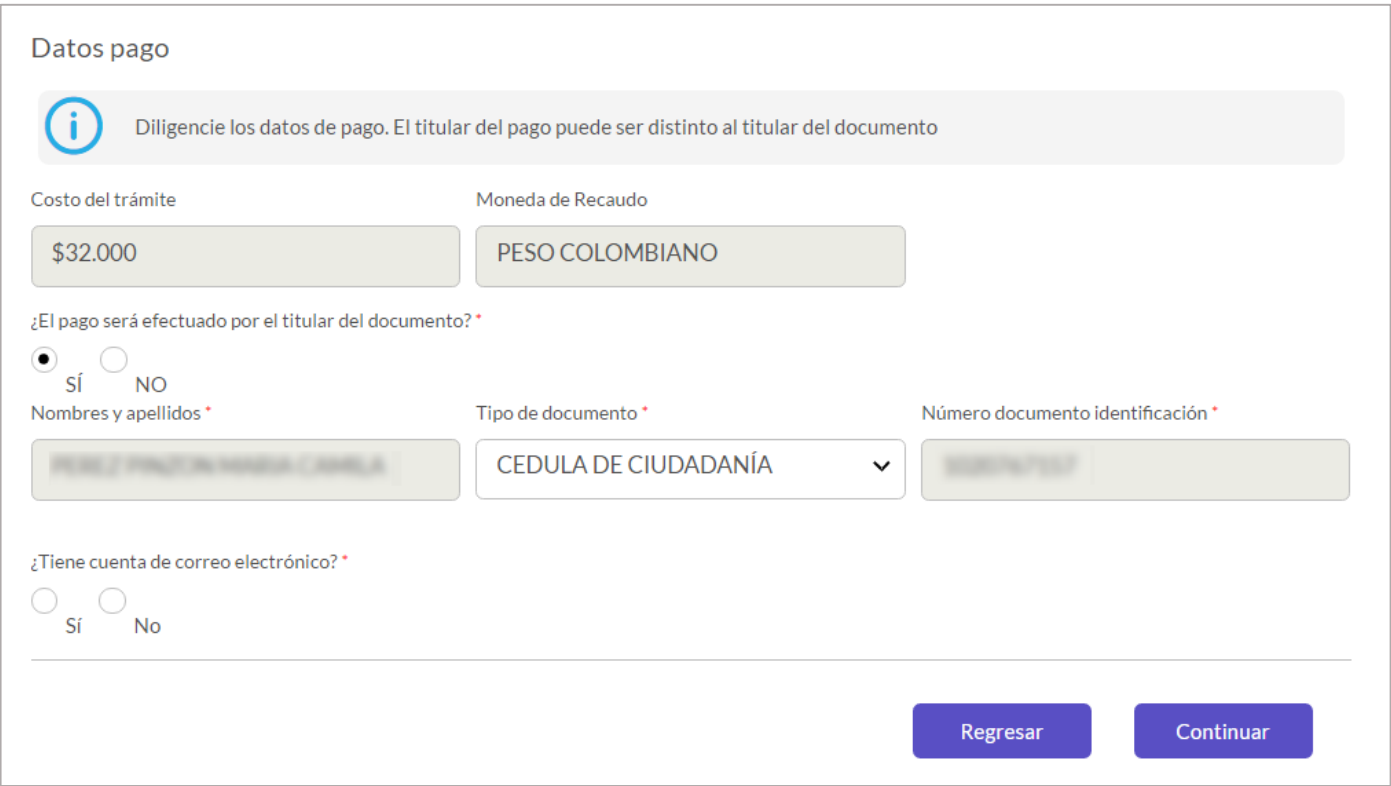 Datos pago
Diligencie los datos de pago. El titular del pago puede ser distinto al titular del documento
Costo del trámite Moneda de Recaudo
$32.000 PESO COLOMBIANO
¿El pago será efectuado por el titular del documento? *
SÍ NO
Nombres y apellidos * Tipo de documento * Número documento identificación *
CEDULA DE CIUDADANÍA
¿Tiene cuenta de correo electrónico? *
Sí No
Regresar Continuar